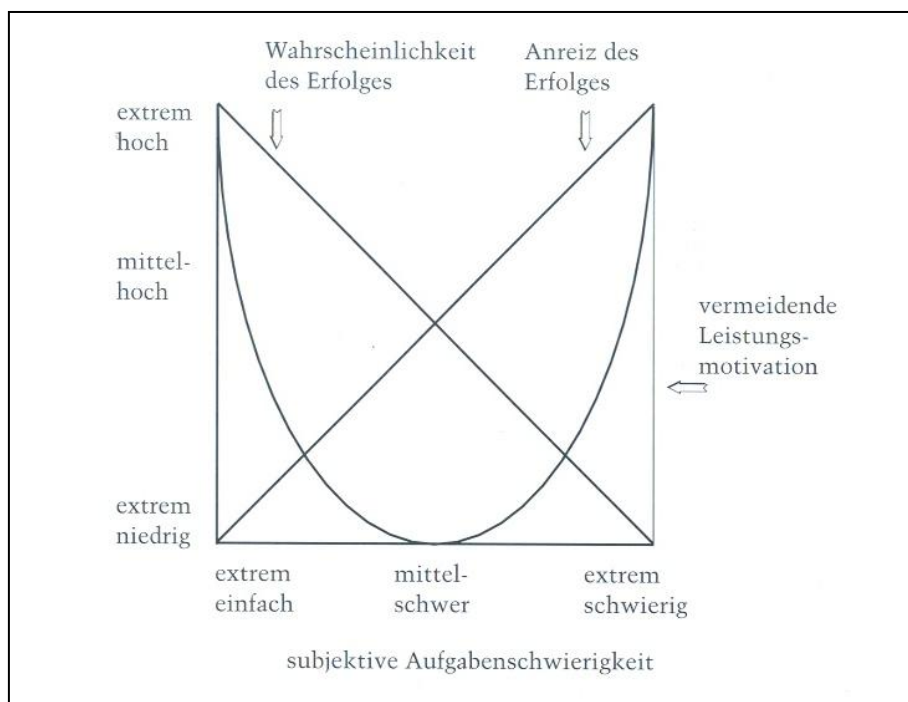 Wahrscheinlichkeit
des Erfolges
Anreiz des
Erfolges
extrem
hoch
mittel-
hoch
extrem
niedrig
vermeidende
Leistungs-
motivation
extrem
einfach
mittel-
schwer
extrem
schwierig
subjektive Aufgabenschwierigkeit